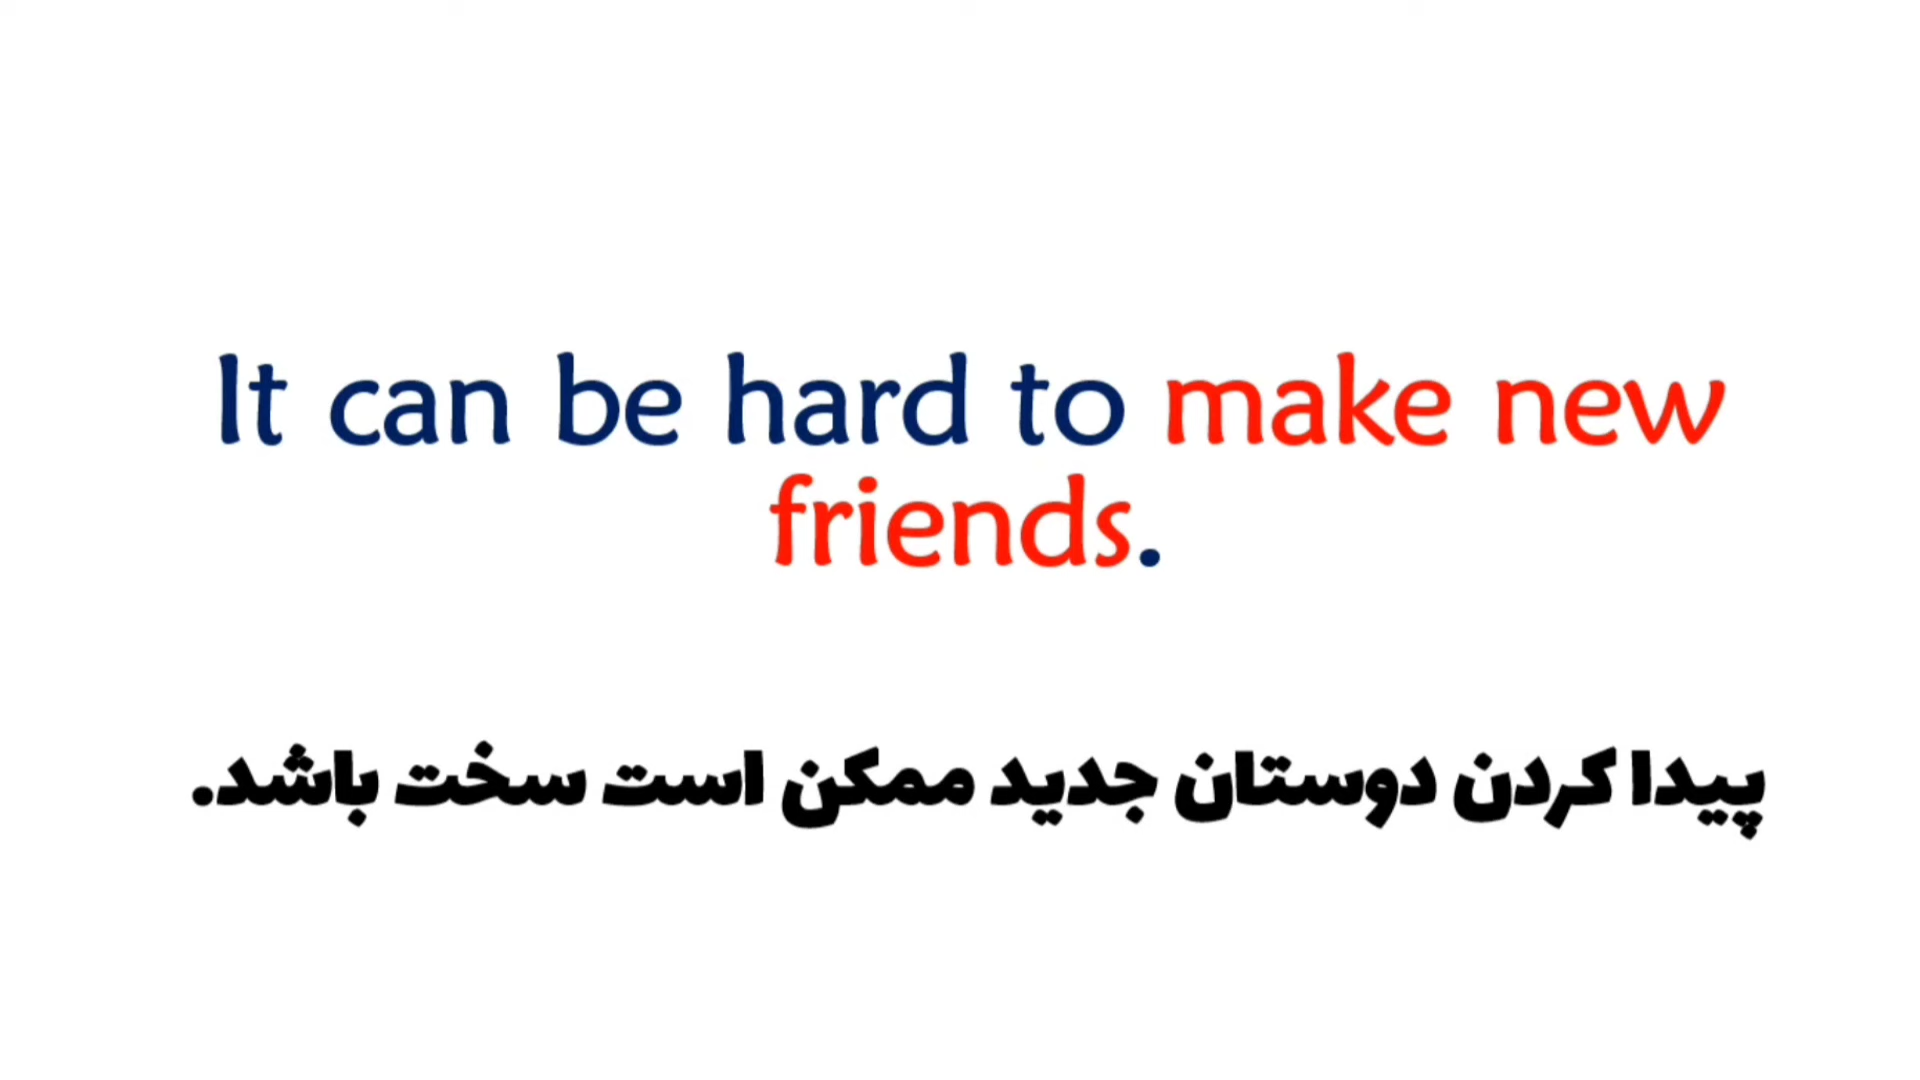 It can be hard to make new
friends.
پیدا کردن دوستان جدید ممکن است سخت باشد.